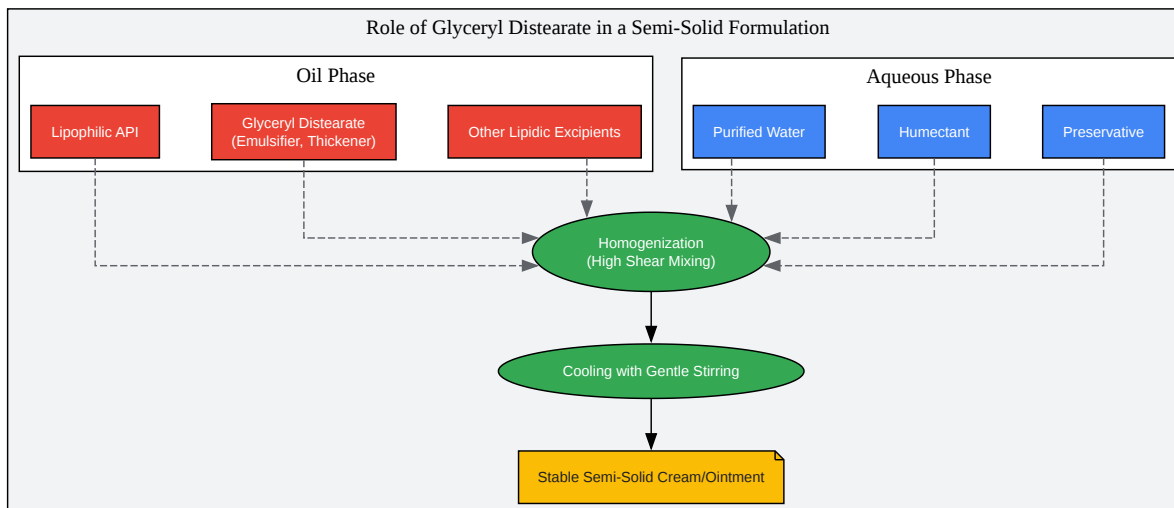 Role of Glyceryl Distearate in a Semi-Solid Formulation
Oil Phase
Aqueous Phase
Lipophilic API
Glyceryl Distearate
(Emulsifier, Thickener)
Other Lipidic Excipients
Purified Water
Humectant
Preservative
Homogenization
(High Shear Mixing)
Cooling with Gentle Stirring
Stable Semi-Solid Cream/Ointment